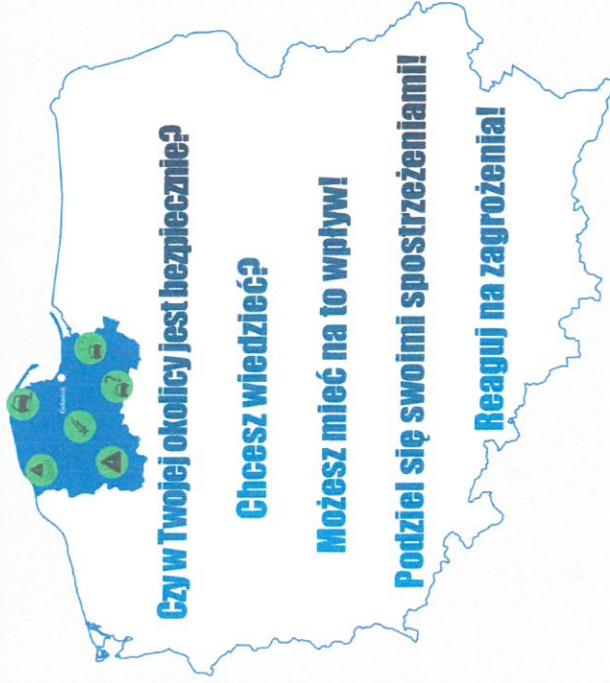 Czy w Twojej okolicy jest bezpiecznie?
Chcesz wiedzieć?
Możesz mieć na to wpływ!
Podziel się swoimi spostrzeżeniami!
Reaguj na zagrożenia!